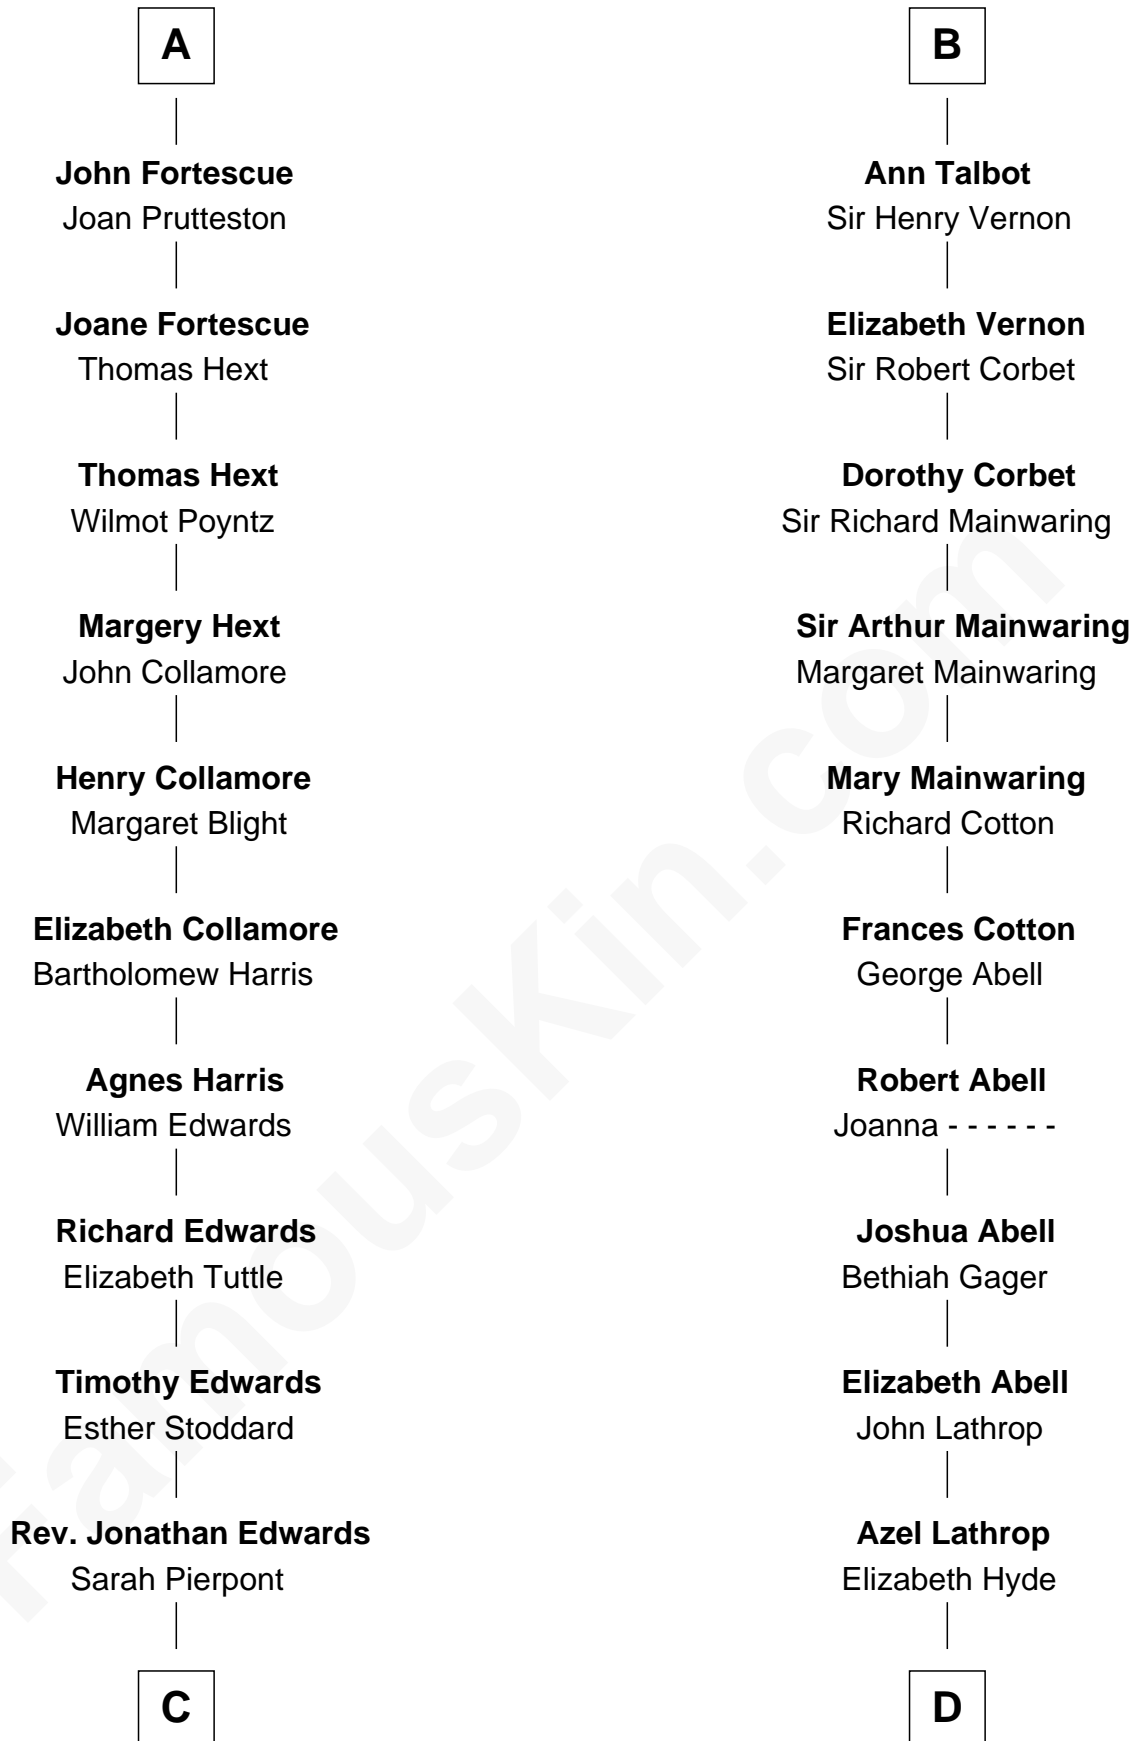 A
John Fortescue
Joan Prutteston
Joane Fortescue
Thomas Hext
Thomas Hext
Wilmot Poyntz
Margery Hext
John Collamore
Henry Collamore
Margaret Blight
Elizabeth Collamore
Bartholomew Harris
Agnes Harris
William Edwards
Richard Edwards
Elizabeth Tuttle
Timothy Edwards
Esther Stoddard
Rev. Jonathan Edwards
Sarah Pierpont
C
B
Ann Talbot
Sir Henry Vernon
Elizabeth Vernon
Sir Robert Corbet
Dorothy Corbet
Sir Richard Mainwaring
Sir Arthur Mainwaring
Margaret Mainwaring
Mary Mainwaring
Richard Cotton
Frances Cotton
George Abell
Robert Abell
Joanna - - - - - -
Joshua Abell
Bethiah Gager
Elizabeth Abell
John Lathrop
Azel Lathrop
Elizabeth Hyde
D
FamousKin.com